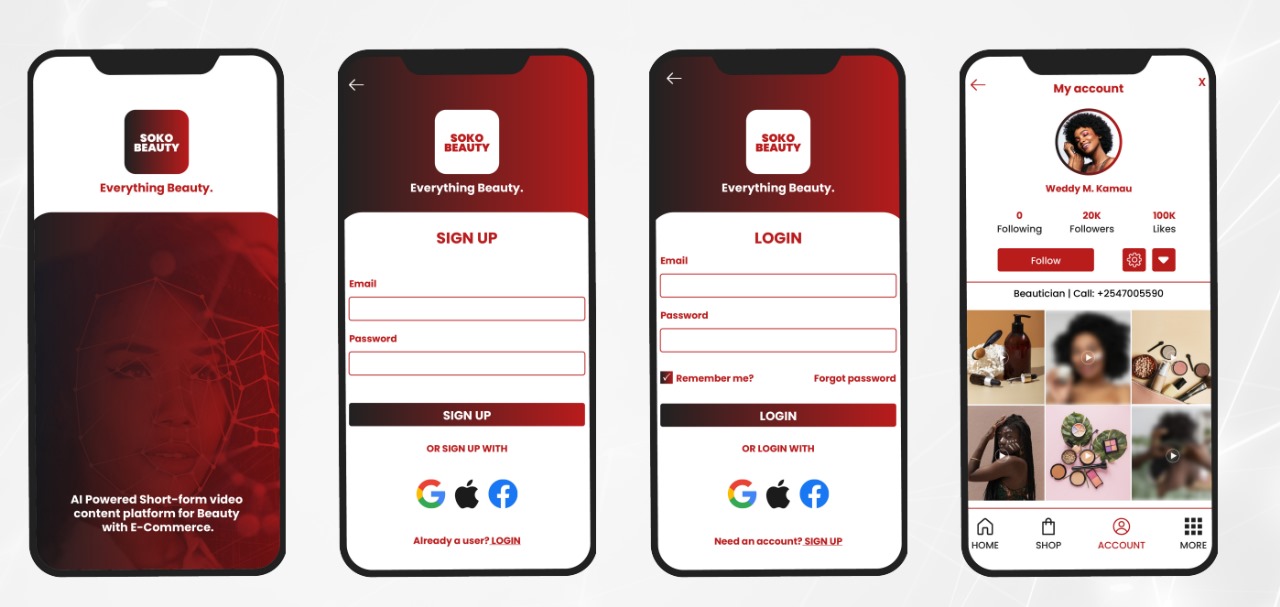 SOKO
BEAUTY
Everything Beauty.
AI Powered Short-form video
content platform for Beauty
with E-Commerce.
SOKO
BEAUTY
Everything Beauty.
SIGN UP
Email
Password
SIGN UP
OR SIGN UP WITH
Already a user? LOGIN
SOKO
BEAUTY
Everything Beauty.
LOGIN
Email
Password
Remember me? Forgot password
LOGIN
OR LOGIN WITH
Need an account? SIGN UP
X
My account
Weddy M. Kamau
0 20K 100K
Following Followers Likes
Follow
Beautician | Call: +2547005590
HOME SHOP ACCOUNT MORE